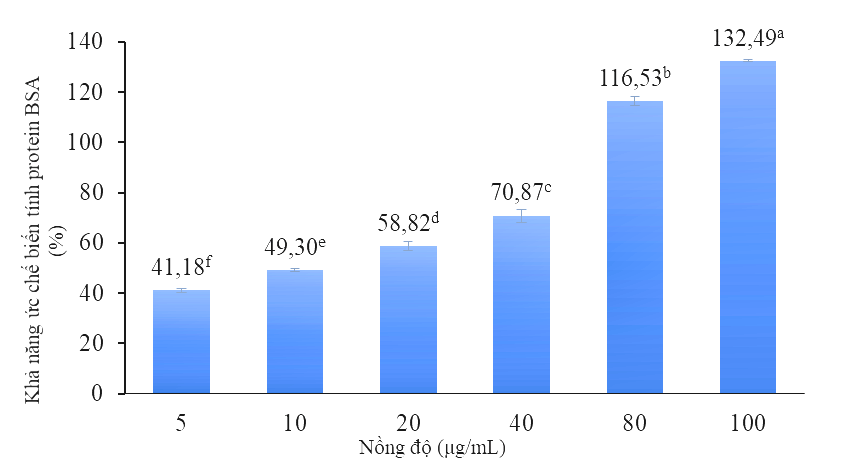 Khả năng ức chế biến tính protein BSA
(%)
140
120
100
80
60
40
20
0
41,18f
49,30e
58,82d
70,87c
116,53b
132,49a
5
10
20
40
80
100
Nồng độ (µg/mL)